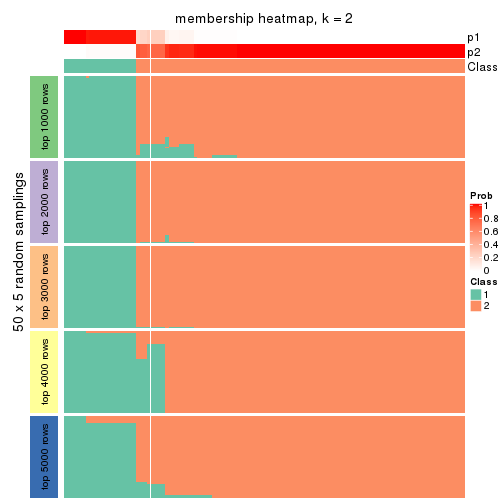 membership heatmap, k = 2
p1
p2
Class
50 x 5 random samplings
top 1000 rows
top 2000 rows
top 3000 rows
top 4000 rows
top 5000 rows
Prob
1
0.8
0.6
0.4
0.2
0
Class
1
2